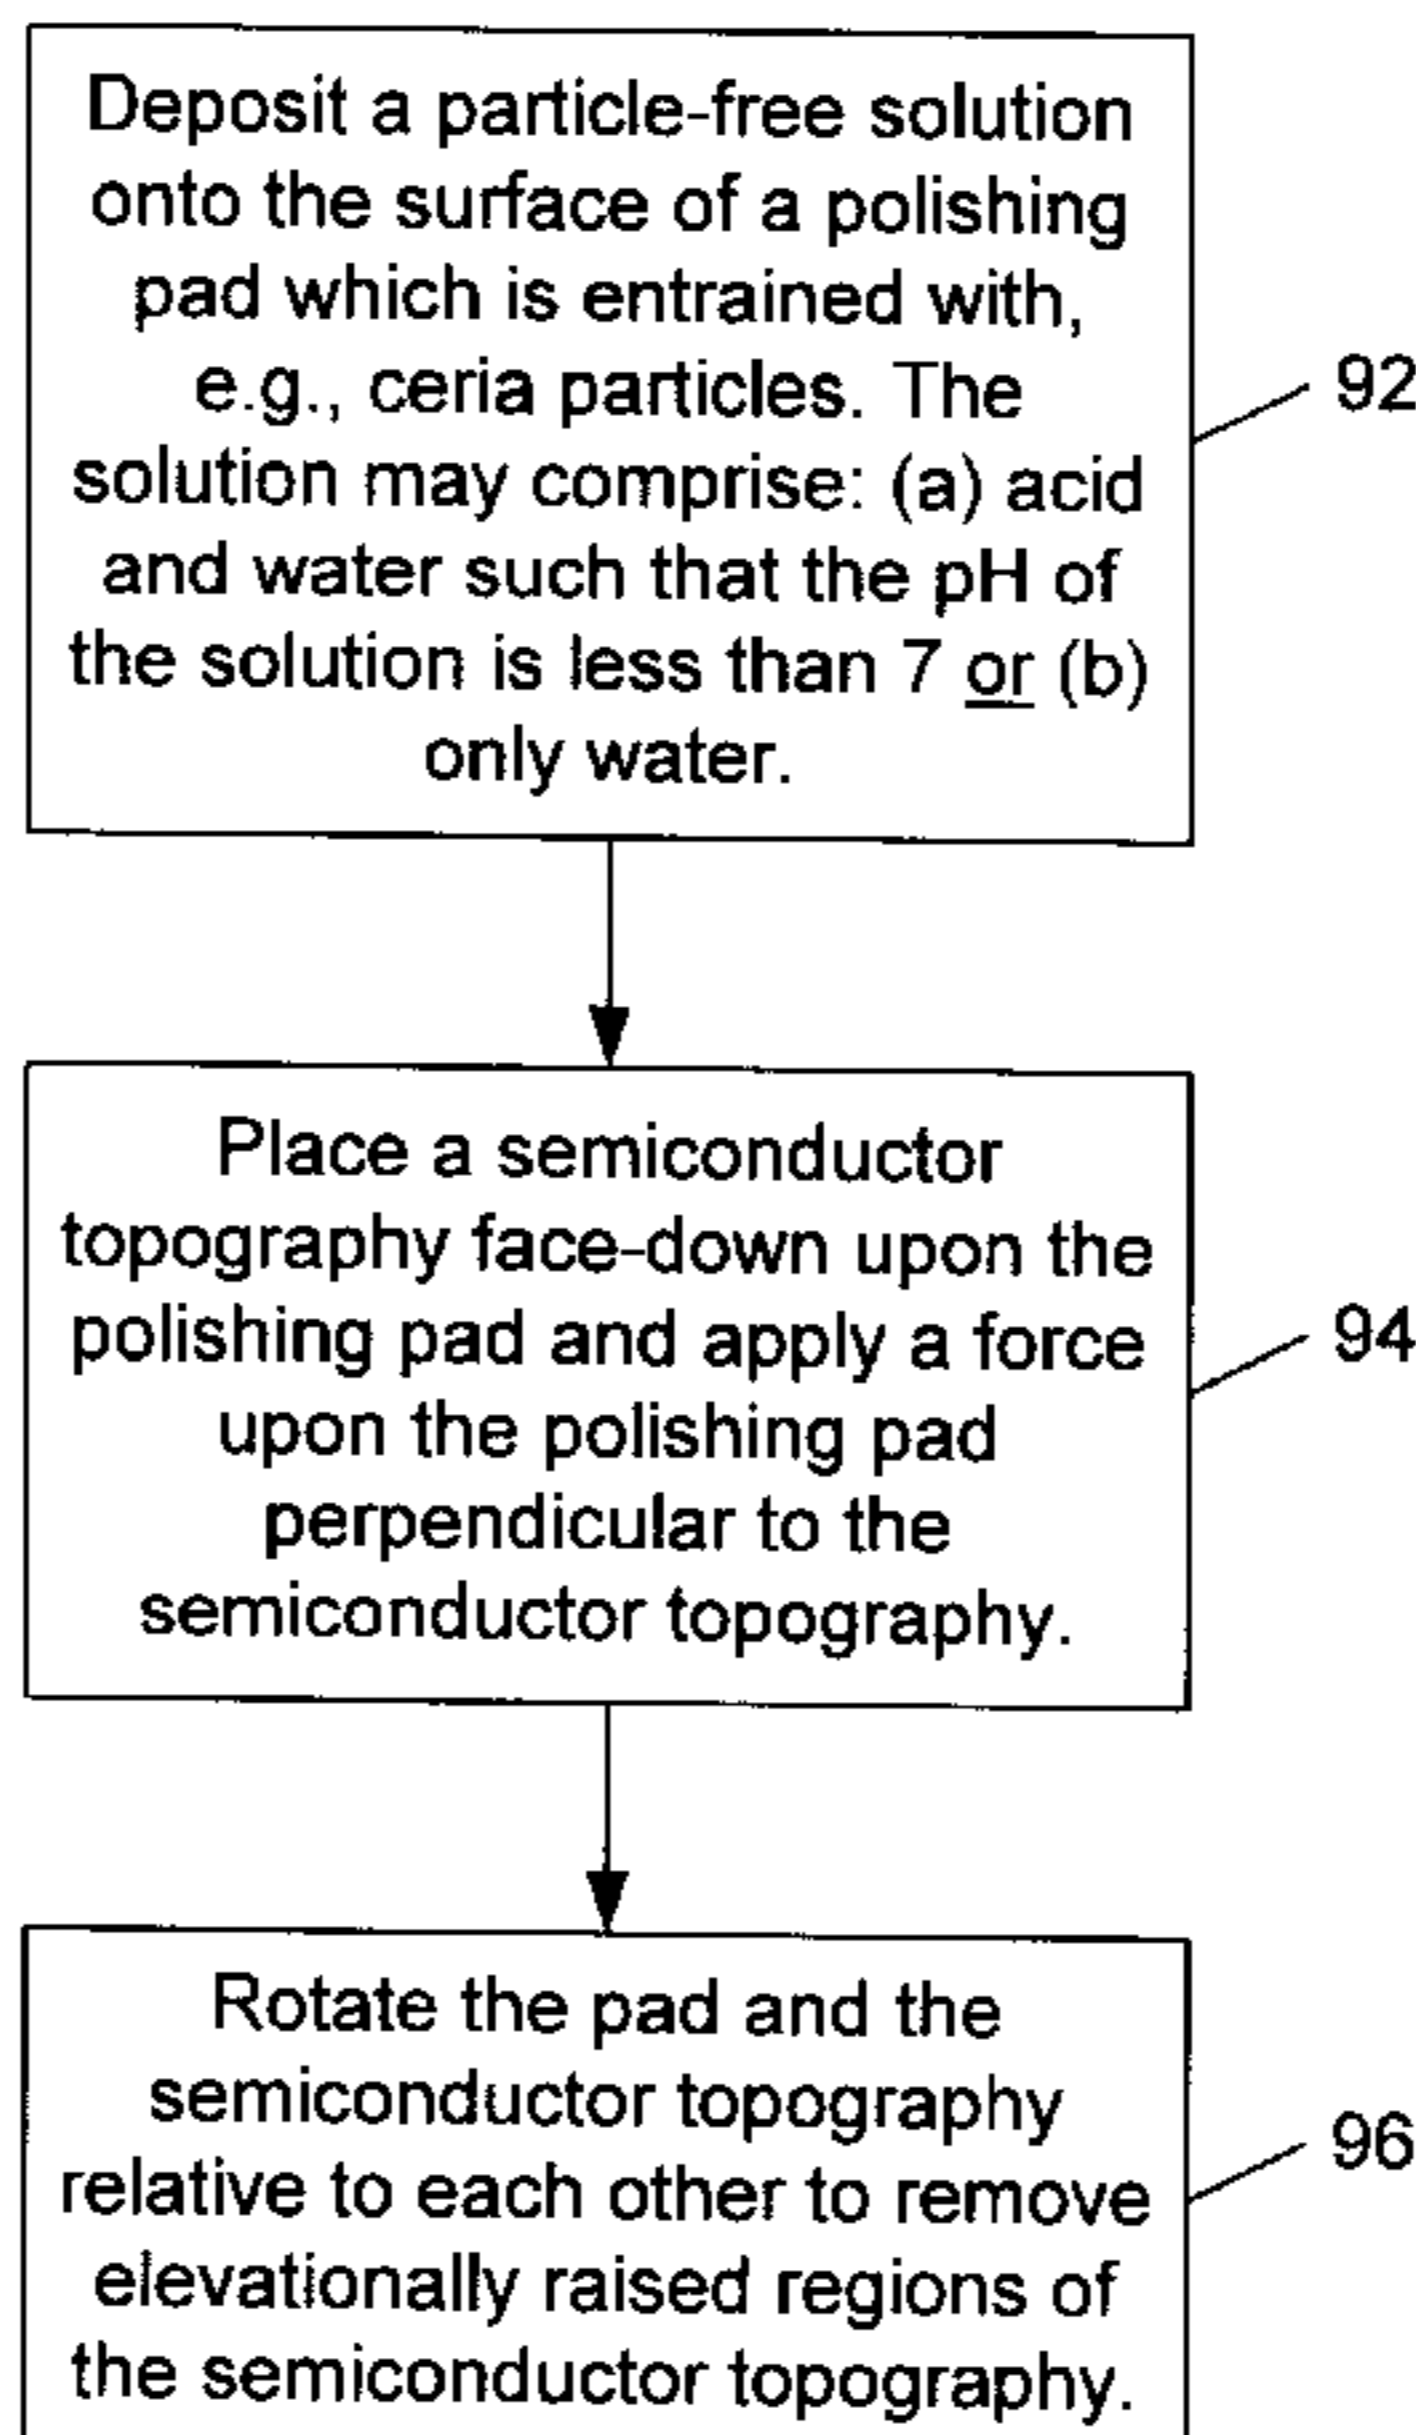 Deposit a particle-free solution
onto the surface of a polishing
pad which is entrained with,
e.g., ceria particles. The
solution may comprise: (a) acid
and water such that the pH of
the solution is less than 7 or (b)
only water.
92
Place a semiconductor
topography face-down upon the
polishing pad and apply a force
upon the polishing pad
perpendicular to the
semiconductor topography.
94
Rotate the pad and the
semiconductor topography
relative to each other to remove
elevationally raised regions of
the semiconductor topography.
96